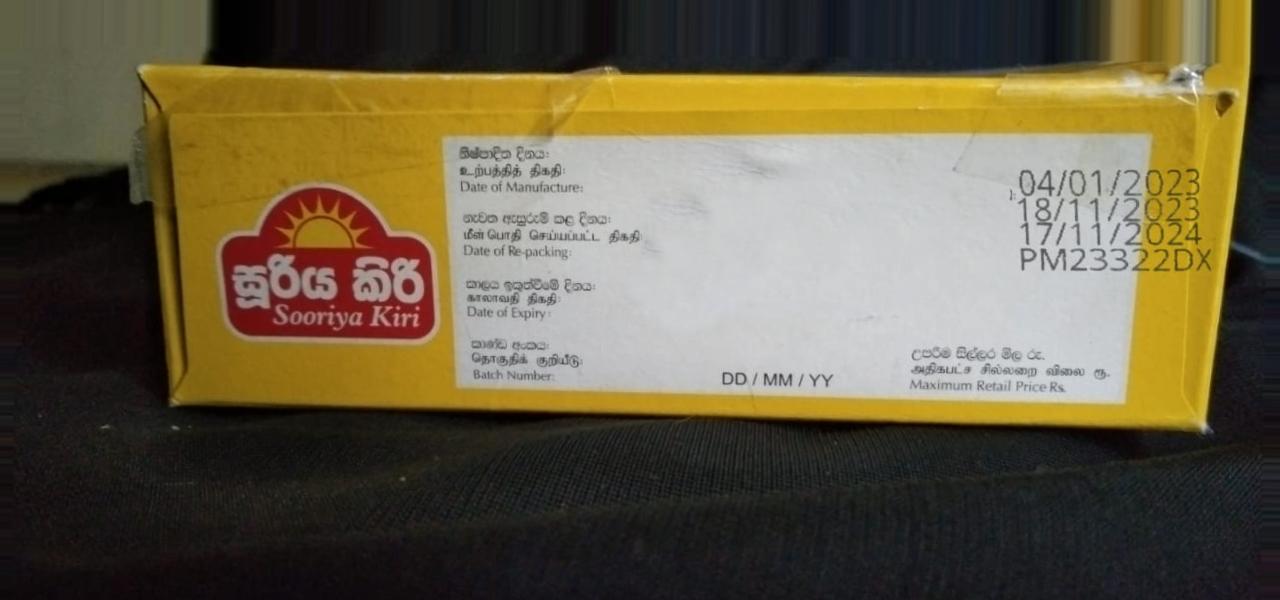 සූරිය කිරි
Sooriya Kiri
නිෂ්පාදිත දිනය:
உற்பத்தித் திகதி:
Date of Manufacture:
නැවත ඇසුරුම් කළ දිනය:
மீள் பொதி செய்யப்பட்ட திகதி:
Date of Re-packing:
කාලය ඉකුත්වීමේ දිනය:
காலாவதி திகதி:
Date of Expiry:
කාණ්ඩ අංකය:
தொகுதிக் குறியீடு:
Batch Number:
DD / MM / YY
04/01/2023
18/11/2023
17/11/2024
PM23322DX
උපරිම සිල්ලර මිල රු.
அதிகபட்ச சில்லறை விலை ரூ.
Maximum Retail Price Rs.